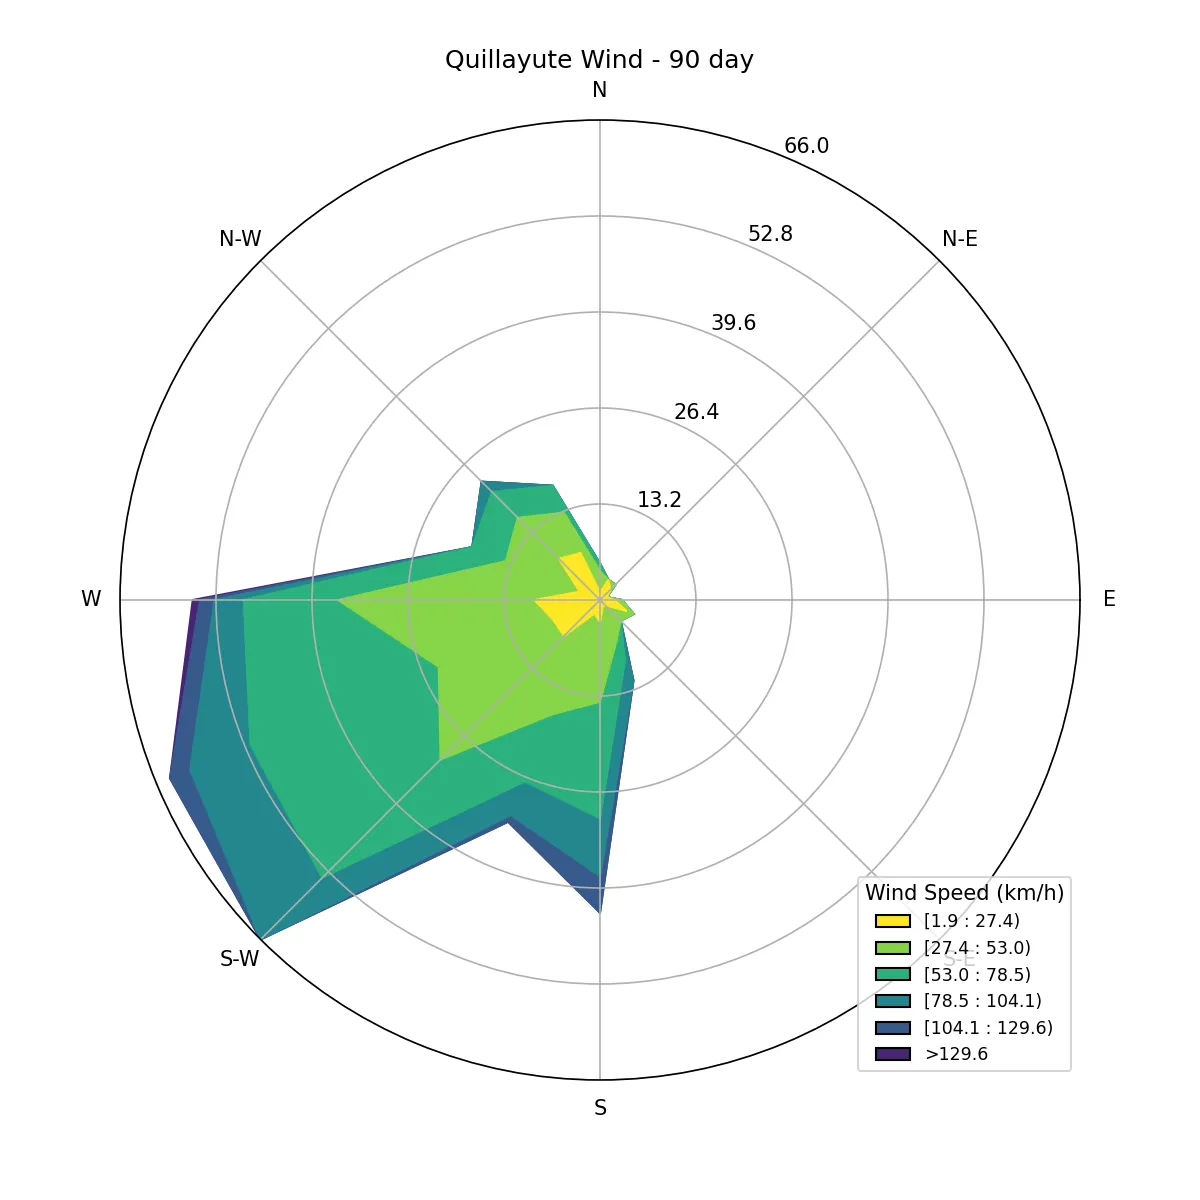 Quillayute Wind - 90 day
N
66.0
N-W
52.8
N-E
39.6
26.4
13.2
W
E
Wind Speed (km/h)
[1.9 : 27.4)
[27.4 : 53.0)
S-W
S-E
[53.0 : 78.5)
[78.5 : 104.1)
[104.1 : 129.6)
>129.6
S